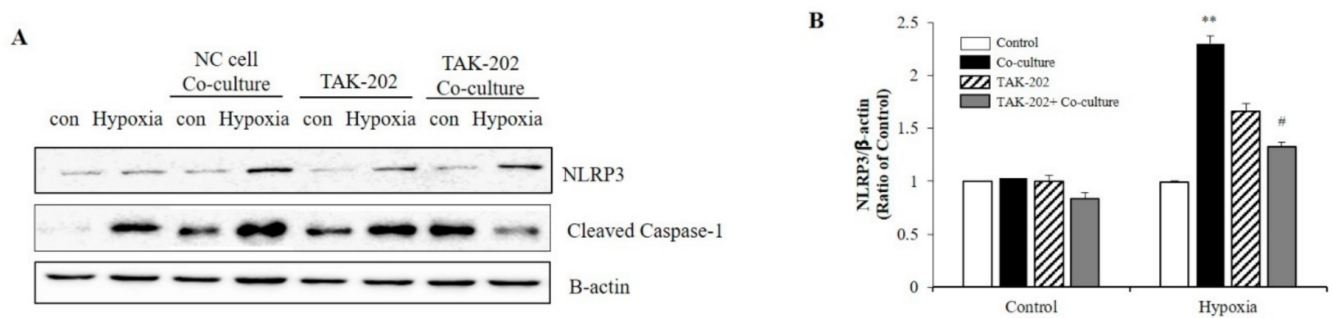 A
NC cell
Co-culture
TAK-202
TAK-202
Co-culture
con Hypoxia con Hypoxia con Hypoxia con Hypoxia
NLRP3
Cleaved Caspase-1
B-actin
B
NLRP3/β-actin
(Ratio of Control)
2.5
2
1.5
1
0.5
0
Control
Co-culture
TAK-202
TAK-202+ Co-culture
**
#
Control
Hypoxia